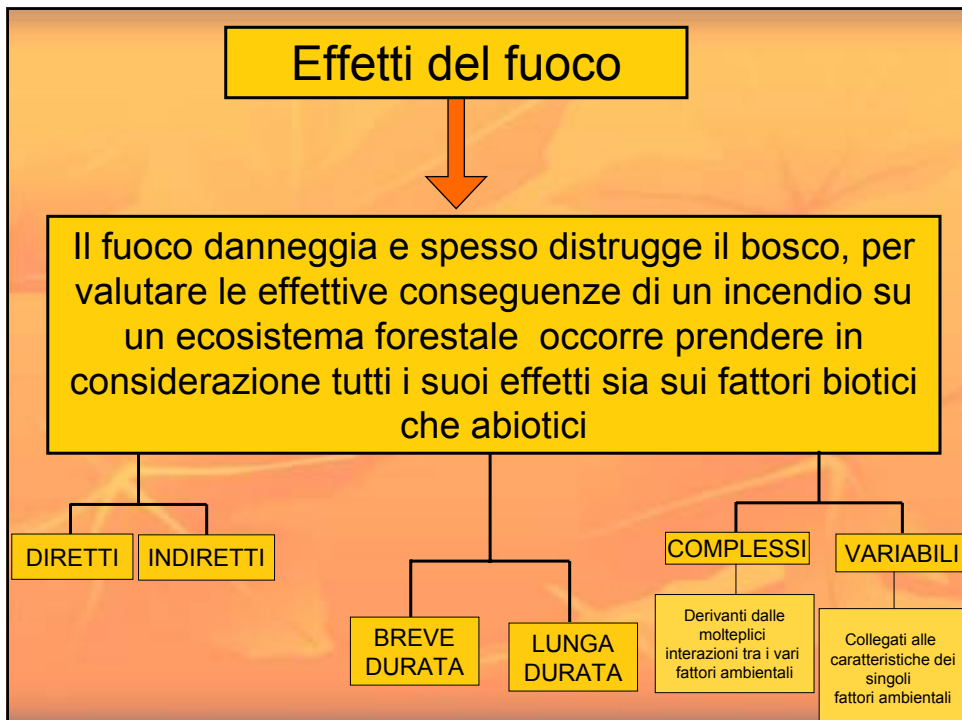 Effetti del fuoco
Il fuoco danneggia e spesso distrugge il bosco, per
valutare le effettive conseguenze di un incendio su
un ecosistema forestale occorre prendere in
considerazione tutti i suoi effetti sia sui fattori biotici
che abiotici
DIRETTI
INDIRETTI
BREVE
DURATA
LUNGA
DURATA
COMPLESSI
Derivanti dalle
molteplici
interazioni tra i vari
fattori ambientali
VARIABILI
Collegati alle
caratteristiche dei
singoli
fattori ambientali